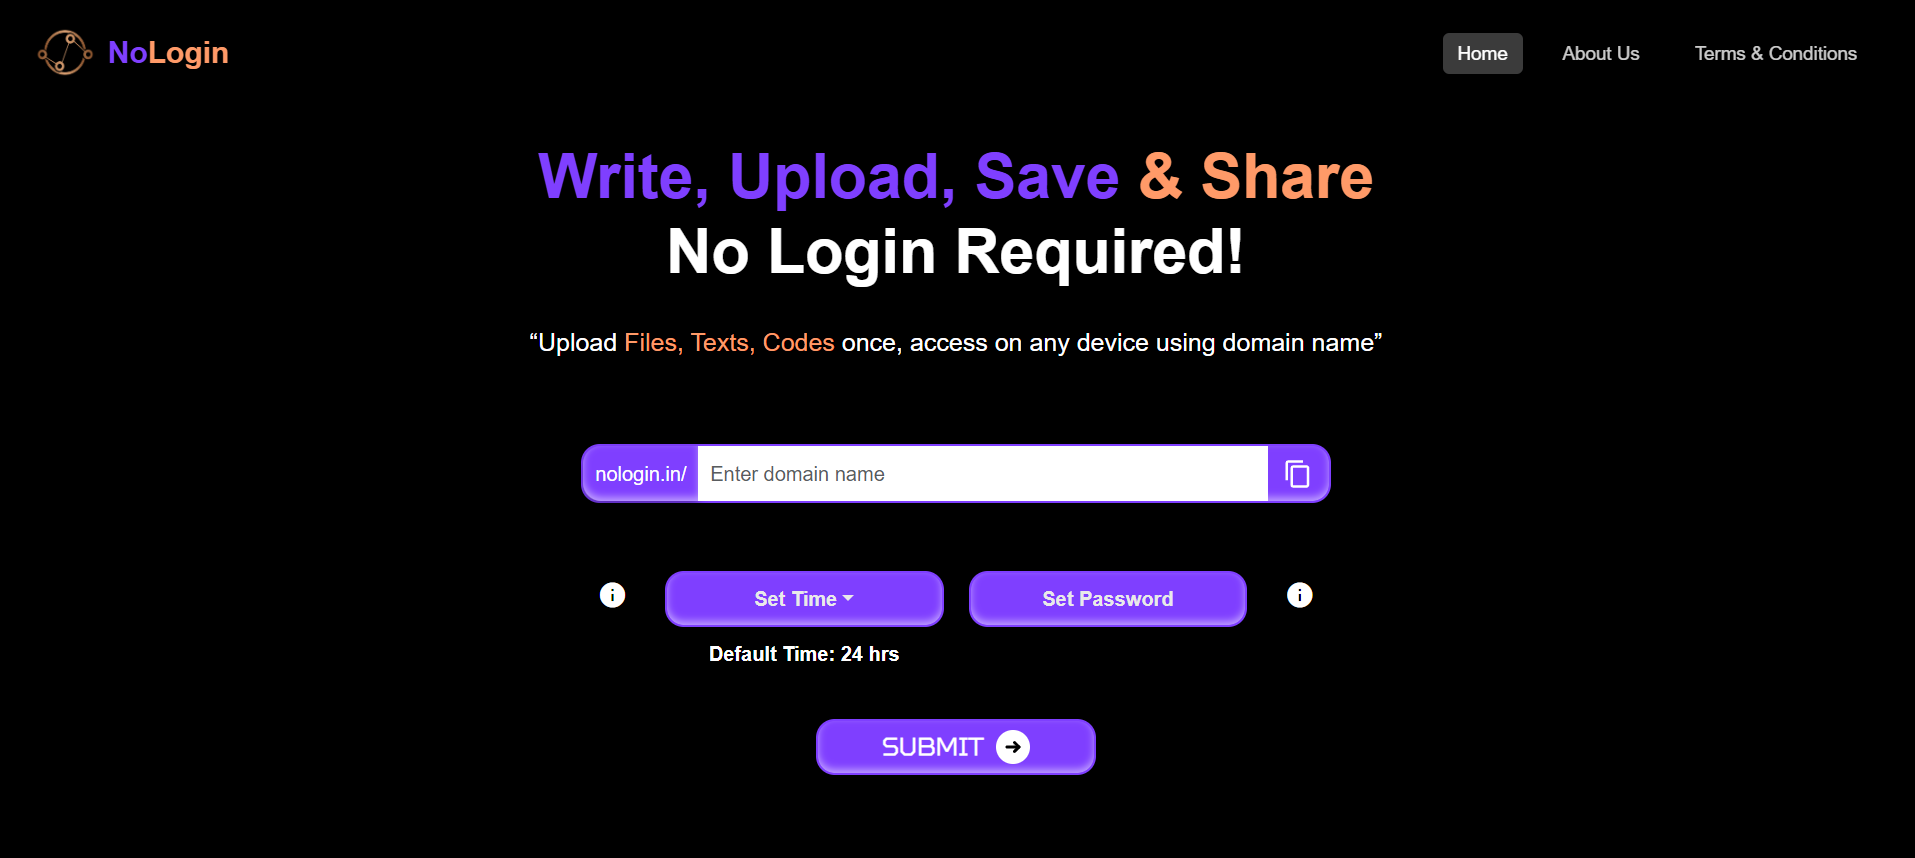 NoLogin
Home
About Us
Terms & Conditions
Write, Upload, Save & Share
No Login Required!
“Upload Files, Texts, Codes once, access on any device using domain name”
nologin.in/
Enter domain name
Set Time
Set Password
Default Time: 24 hrs
SUBMIT